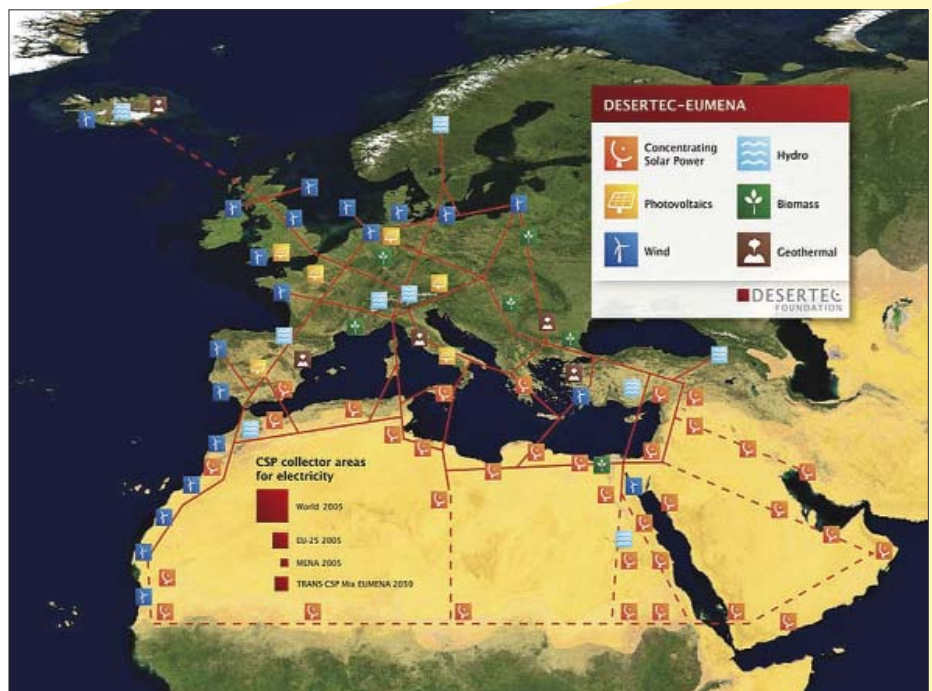 DESERTEC–EUMENA
Concentrating
Solar Power
Hydro
Photovoltaics
Biomass
Wind
Geothermal
DESERTEC
FOUNDATION
CSP collector areas
for electricity
World 2005
EU-25 2005
MENA 2005
TRANS-CSP Mix EUMENA 2050